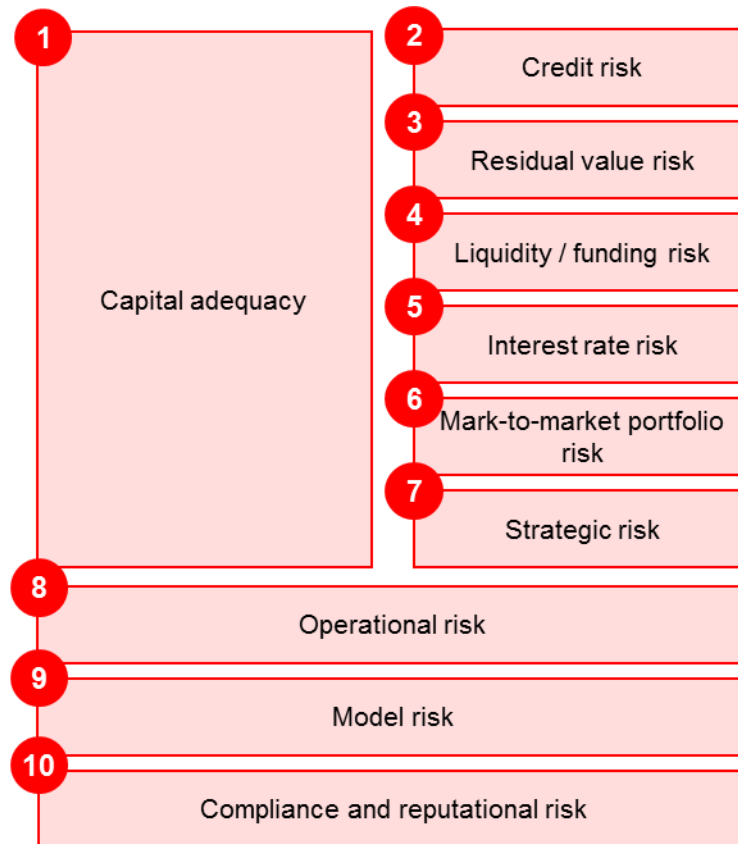 1
Capital adequacy
2
Credit risk
3
Residual value risk
4
Liquidity / funding risk
5
Interest rate risk
6
Mark-to-market portfolio
risk
7
Strategic risk
8
Operational risk
9
Model risk
10
Compliance and reputational risk